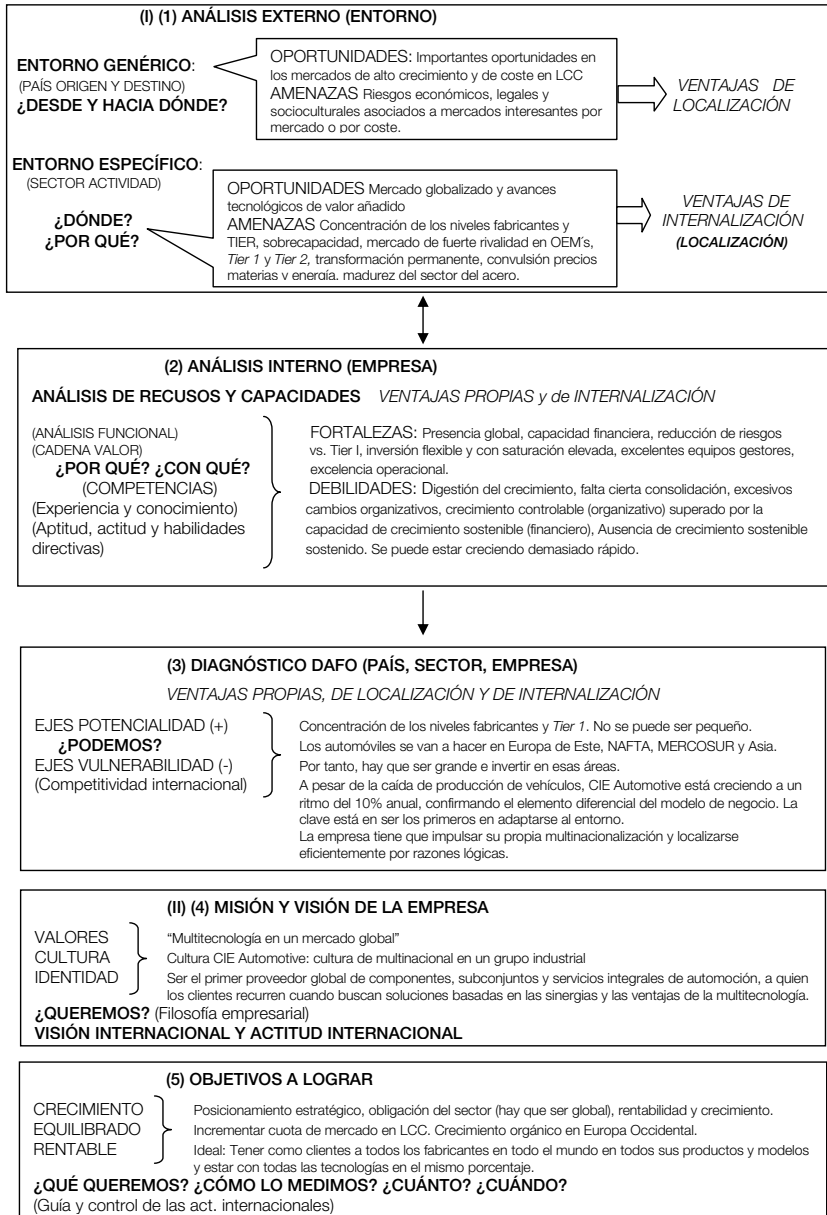 (I) (1) ANÁLISIS EXTERNO (ENTORNO)
ENTORNO GENÉRICO:
(PAÍS ORIGEN Y DESTINO)
¿DESDE Y HACIA DÓNDE?
OPORTUNIDADES: Importantes oportunidades en
los mercados de alto crecimiento y de coste en LCC
AMENAZAS Riesgos económicos, legales y
socioculturales asociados a mercados interesantes por
mercado o por coste.
VENTAJAS DE
LOCALIZACIÓN
ENTORNO ESPECÍFICO:
(SECTOR ACTIVIDAD)
¿DÓNDE?
¿POR QUÉ?
OPORTUNIDADES Mercado globalizado y avances
tecnológicos de valor añadido
AMENAZAS Concentración de los niveles fabricantes y
TIER, sobrecapacidad, mercado de fuerte rivalidad en OEM´s,
Tier 1 y Tier 2, transformación permanente, convulsión precios
materias y energía, madurez del sector del acero.
VENTAJAS DE
INTERNALIZACIÓN
(LOCALIZACIÓN)
(2) ANÁLISIS INTERNO (EMPRESA)
ANÁLISIS DE RECUSOS Y CAPACIDADES VENTAJAS PROPIAS y de INTERNALIZACIÓN
(ANÁLISIS FUNCIONAL)
(CADENA VALOR)
¿POR QUÉ? ¿CON QUÉ?
(COMPETENCIAS)
(Experiencia y conocimiento)
(Aptitud, actitud y habilidades
directivas)
FORTALEZAS: Presencia global, capacidad financiera, reducción de riesgos
vs. Tier I, inversión flexible y con saturación elevada, excelentes equipos gestores,
excelencia operacional.
DEBILIDADES: Digestión del crecimiento, falta cierta consolidación, excesivos
cambios organizativos, crecimiento controlable (organizativo) superado por la
capacidad de crecimiento sostenible (financiero), Ausencia de crecimiento sostenible
sostenido. Se puede estar creciendo demasiado rápido.
(3) DIAGNÓSTICO DAFO (PAÍS, SECTOR, EMPRESA)
VENTAJAS PROPIAS, DE LOCALIZACIÓN Y DE INTERNALIZACIÓN
EJES POTENCIALIDAD (+)
¿PODEMOS?
EJES VULNERABILIDAD (-)
(Competitividad internacional)
Concentración de los niveles fabricantes y Tier 1. No se puede ser pequeño.
Los automóviles se van a hacer en Europa de Este, NAFTA, MERCOSUR y Asia.
Por tanto, hay que ser grande e invertir en esas áreas.
A pesar de la caída de producción de vehículos, CIE Automotive está creciendo a un
ritmo del 10% anual, confirmando el elemento diferencial del modelo de negocio. La
clave está en ser los primeros en adaptarse al entorno.
La empresa tiene que impulsar su propia multinacionalización y localizarse
eficientemente por razones lógicas.
(II) (4) MISIÓN Y VISIÓN DE LA EMPRESA
VALORES
CULTURA
IDENTIDAD
“Multitecnología en un mercado global”
Cultura CIE Automotive: cultura de multinacional en un grupo industrial
Ser el primer proveedor global de componentes, subconjuntos y servicios integrales de automoción, a quien
los clientes recurren cuando buscan soluciones basadas en las sinergias y las ventajas de la multitecnología.
¿QUEREMOS? (Filosofía empresarial)
VISIÓN INTERNACIONAL Y ACTITUD INTERNACIONAL
(5) OBJETIVOS A LOGRAR
CRECIMIENTO
EQUILIBRADO
RENTABLE
Posicionamiento estratégico, obligación del sector (hay que ser global), rentabilidad y crecimiento.
Incrementar cuota de mercado en LCC. Crecimiento orgánico en Europa Occidental.
Ideal: Tener como clientes a todos los fabricantes en todo el mundo en todos sus productos y modelos
y estar con todas las tecnologías en el mismo porcentaje.
¿QUÉ QUEREMOS? ¿CÓMO LO MEDIMOS? ¿CUÁNTO? ¿CUÁNDO?
(Guía y control de las act. internacionales)